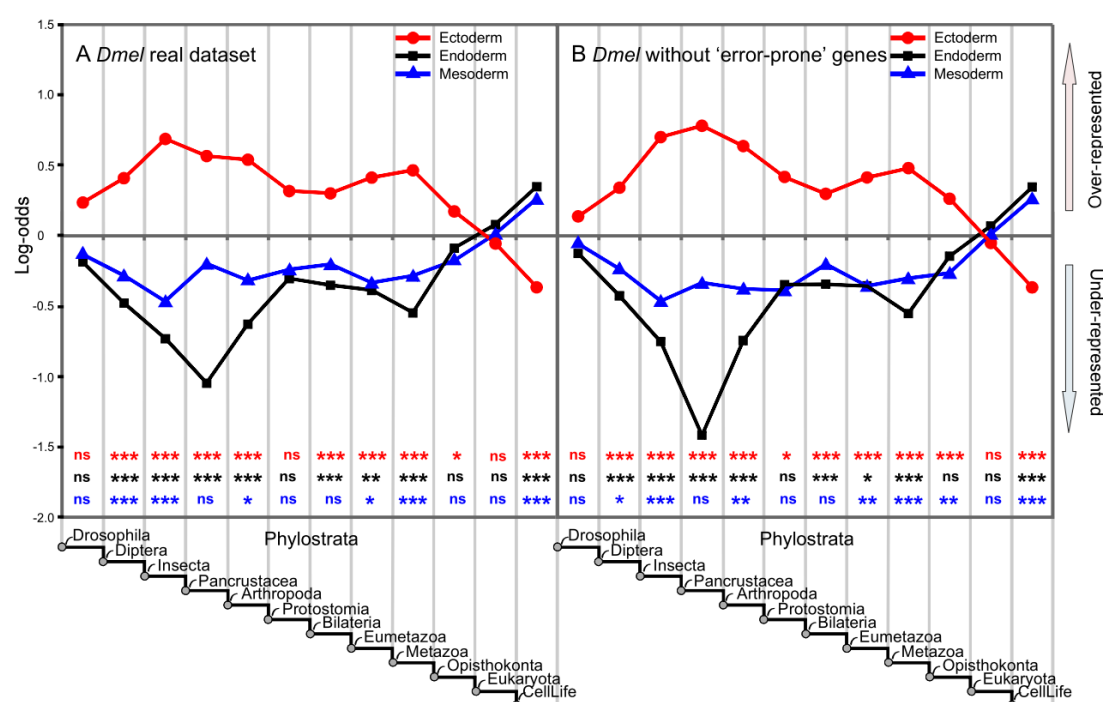 1.5
1.0
0.5
0
-0.5
-1.0
-1.5
-2.0
Log-odds
A Dmel real dataset
Ectoderm
Endoderm
Mesoderm
ns *** *** *** *** ns *** ** *** * ns ***
ns *** *** *** *** ns *** ** *** ns ns ***
ns *** *** ns * ns ns * *** ns ns ***
B Dmel without ‘error-prone’ genes
Ectoderm
Endoderm
Mesoderm
ns *** *** *** *** * *** *** *** *** ns ***
ns *** *** *** *** ns *** * *** ns ns ***
ns * *** ns ** ns ns ** *** ** ns ***
Over-represented
Under-represented
Phylostrata
Drosophila
Diptera
Insecta
Pancrustacea
Arthropoda
Protostomia
Bilateria
Eumetazoa
Metazoa
Opisthokonta
Eukaryota
CellLife
Phylostrata
Drosophila
Diptera
Insecta
Pancrustacea
Arthropoda
Protostomia
Bilateria
Eumetazoa
Metazoa
Opisthokonta
Eukaryota
CellLife